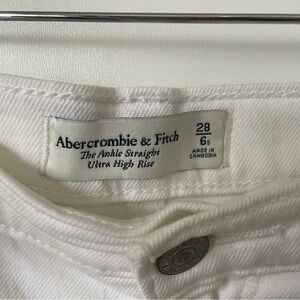 Abercrombie & Fitch
The Ankle Straight
Ultra High Rise
28
6s
MADE IN
CAMBODIA